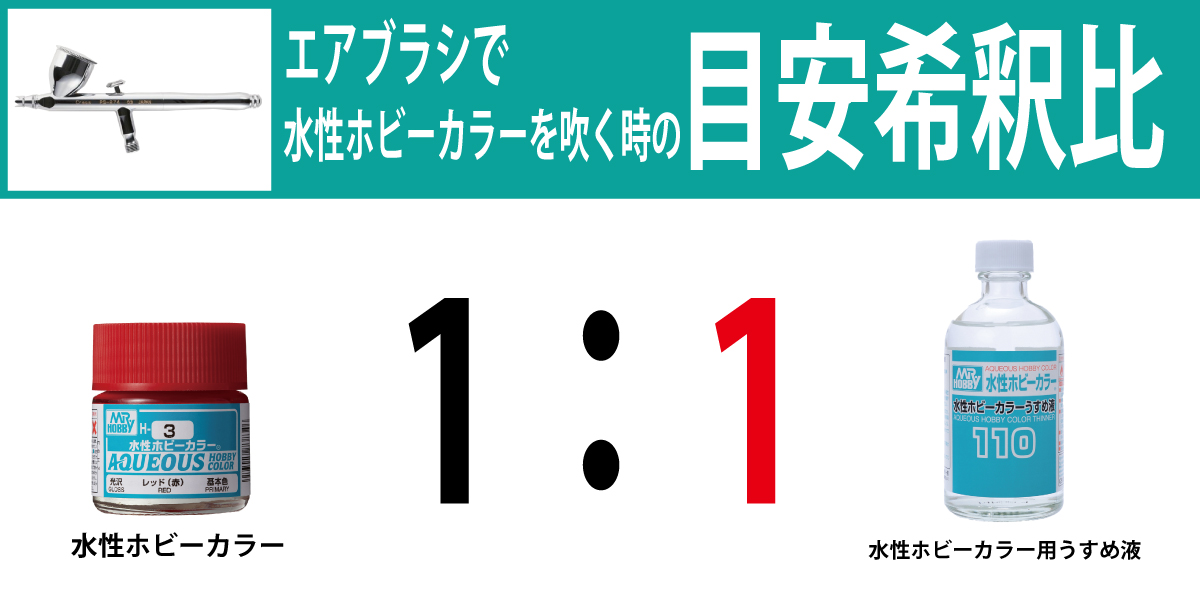 エアブラシで
水性ホビーカラーを吹く時の
目安希釈比
1:1
MR HOBBY
H-3
水性ホビーカラー
AQUEOUS HOBBY COLOR
光沢 GLOSS
レッド(赤) RED
基本色 PRIMARY
水性ホビーカラー
AQUEOUS HOBBY COLOR
MR HOBBY
水性ホビーカラー
水性ホビーカラーうすめ液
AQUEOUS HOBBY COLOR THINNER
110
水性ホビーカラー用うすめ液